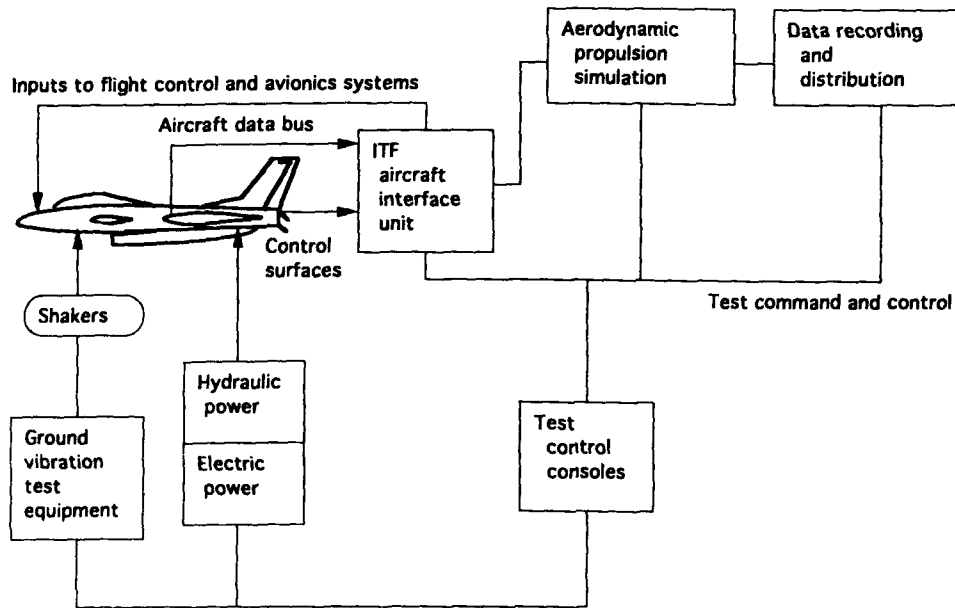 Aerodynamic
propulsion
simulation
Data recording
and
distribution
Inputs to flight control and avionics systems
Aircraft data bus
ITF
aircraft
interface
unit
Control
surfaces
Test command and control
Shakers
Hydraulic
power
Electric
power
Ground
vibration
test
equipment
Test
control
consoles